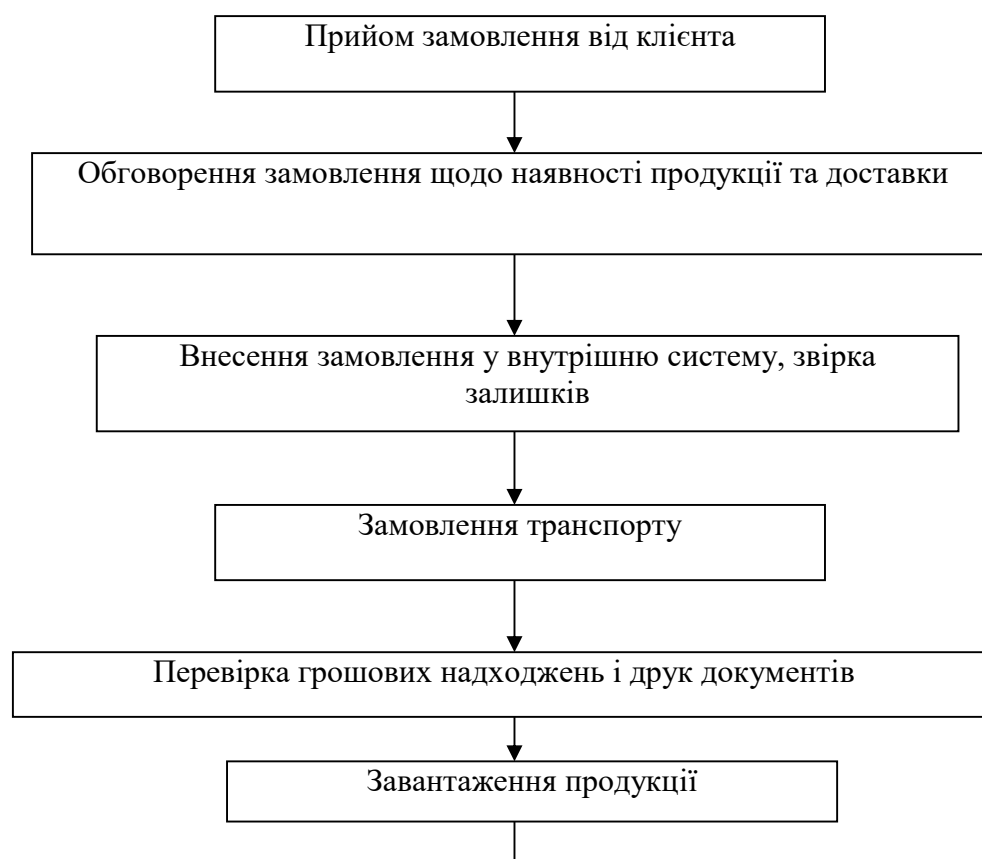 Прийом замовлення від клієнта
Обговорення замовлення щодо наявності продукції та доставки
Внесення замовлення у внутрішню систему, звірка
залишків
Замовлення транспорту
Перевірка грошових надходжень і друк документів
Завантаження продукції